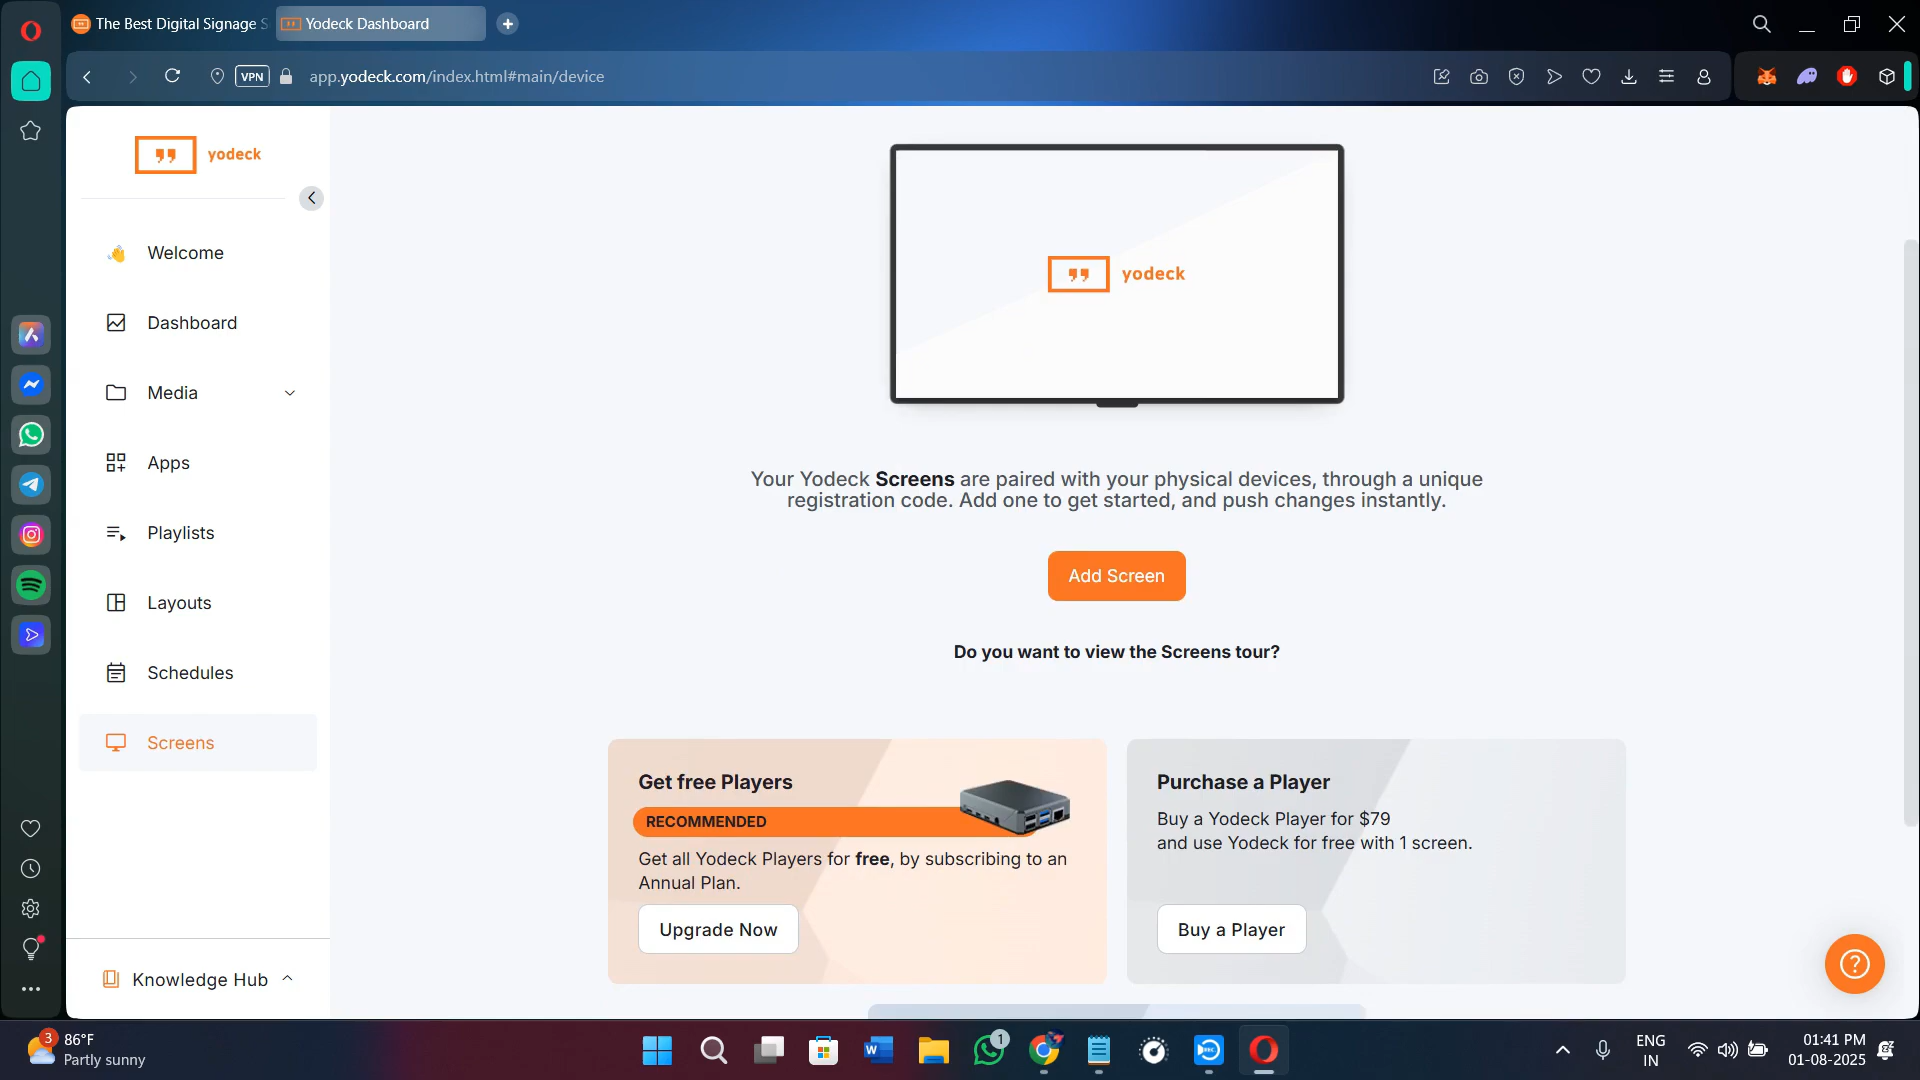 The Best Digital Signage S
Yodeck Dashboard
VPN
app.yodeck.com/index.html#main/device
yodeck
Welcome
Dashboard
Media
Apps
Playlists
Layouts
Schedules
Screens
Knowledge Hub
yodeck
Your Yodeck Screens are paired with your physical devices, through a unique
registration code. Add one to get started, and push changes instantly.
Add Screen
Do you want to view the Screens tour?
Get free Players
RECOMMENDED
Get all Yodeck Players for free, by subscribing to an
Annual Plan.
Upgrade Now
Purchase a Player
Buy a Yodeck Player for $79
and use Yodeck for free with 1 screen.
Buy a Player
3
86°F
Partly sunny
1
ENG
IN
01:41 PM
01-08-2025